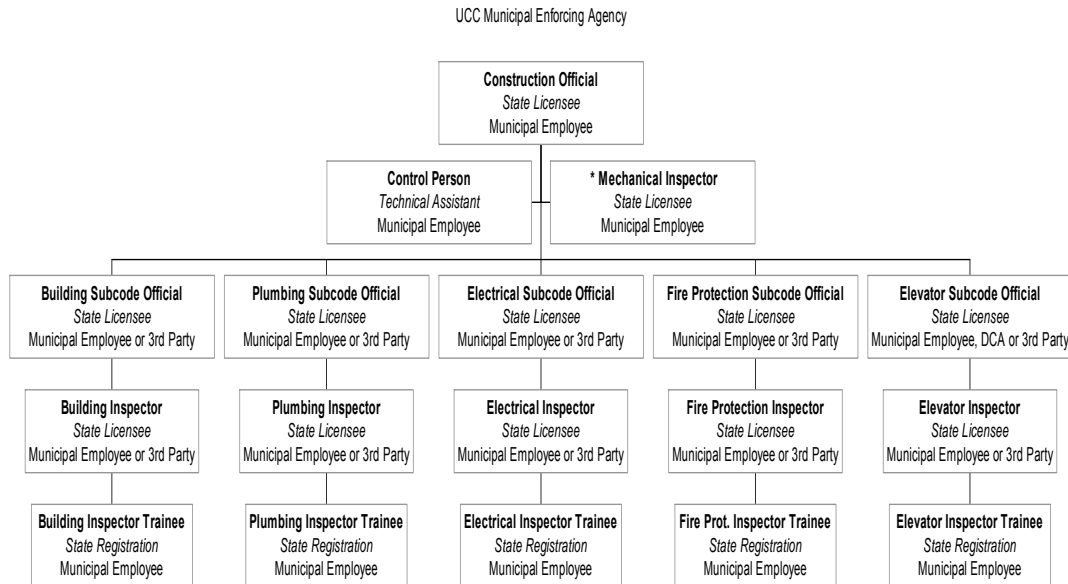 UCC Municipal Enforcing Agency
Construction Official
State Licensee
Municipal Employee
Control Person
Technical Assistant
Municipal Employee
* Mechanical Inspector
State Licensee
Municipal Employee
Building Subcode Official
State Licensee
Municipal Employee or 3rd Party
Plumbing Subcode Official
State Licensee
Municipal Employee or 3rd Party
Electrical Subcode Official
State Licensee
Municipal Employee or 3rd Party
Fire Protection Subcode Official
State Licensee
Municipal Employee or 3rd Party
Elevator Subcode Official
State Licensee
Municipal Employee, DCA or 3rd Party
Building Inspector
State Licensee
Municipal Employee or 3rd Party
Plumbing Inspector
State Licensee
Municipal Employee or 3rd Party
Electrical Inspector
State Licensee
Municipal Employee or 3rd Party
Fire Protection Inspector
State Licensee
Municipal Employee or 3rd Party
Elevator Inspector
State Licensee
Municipal Employee or 3rd Party
Building Inspector Trainee
State Registration
Municipal Employee
Plumbing Inspector Trainee
State Registration
Municipal Employee
Electrical Inspector Trainee
State Registration
Municipal Employee
Fire Prot. Inspector Trainee
State Registration
Municipal Employee
Elevator Inspector Trainee
State Registration
Municipal Employee